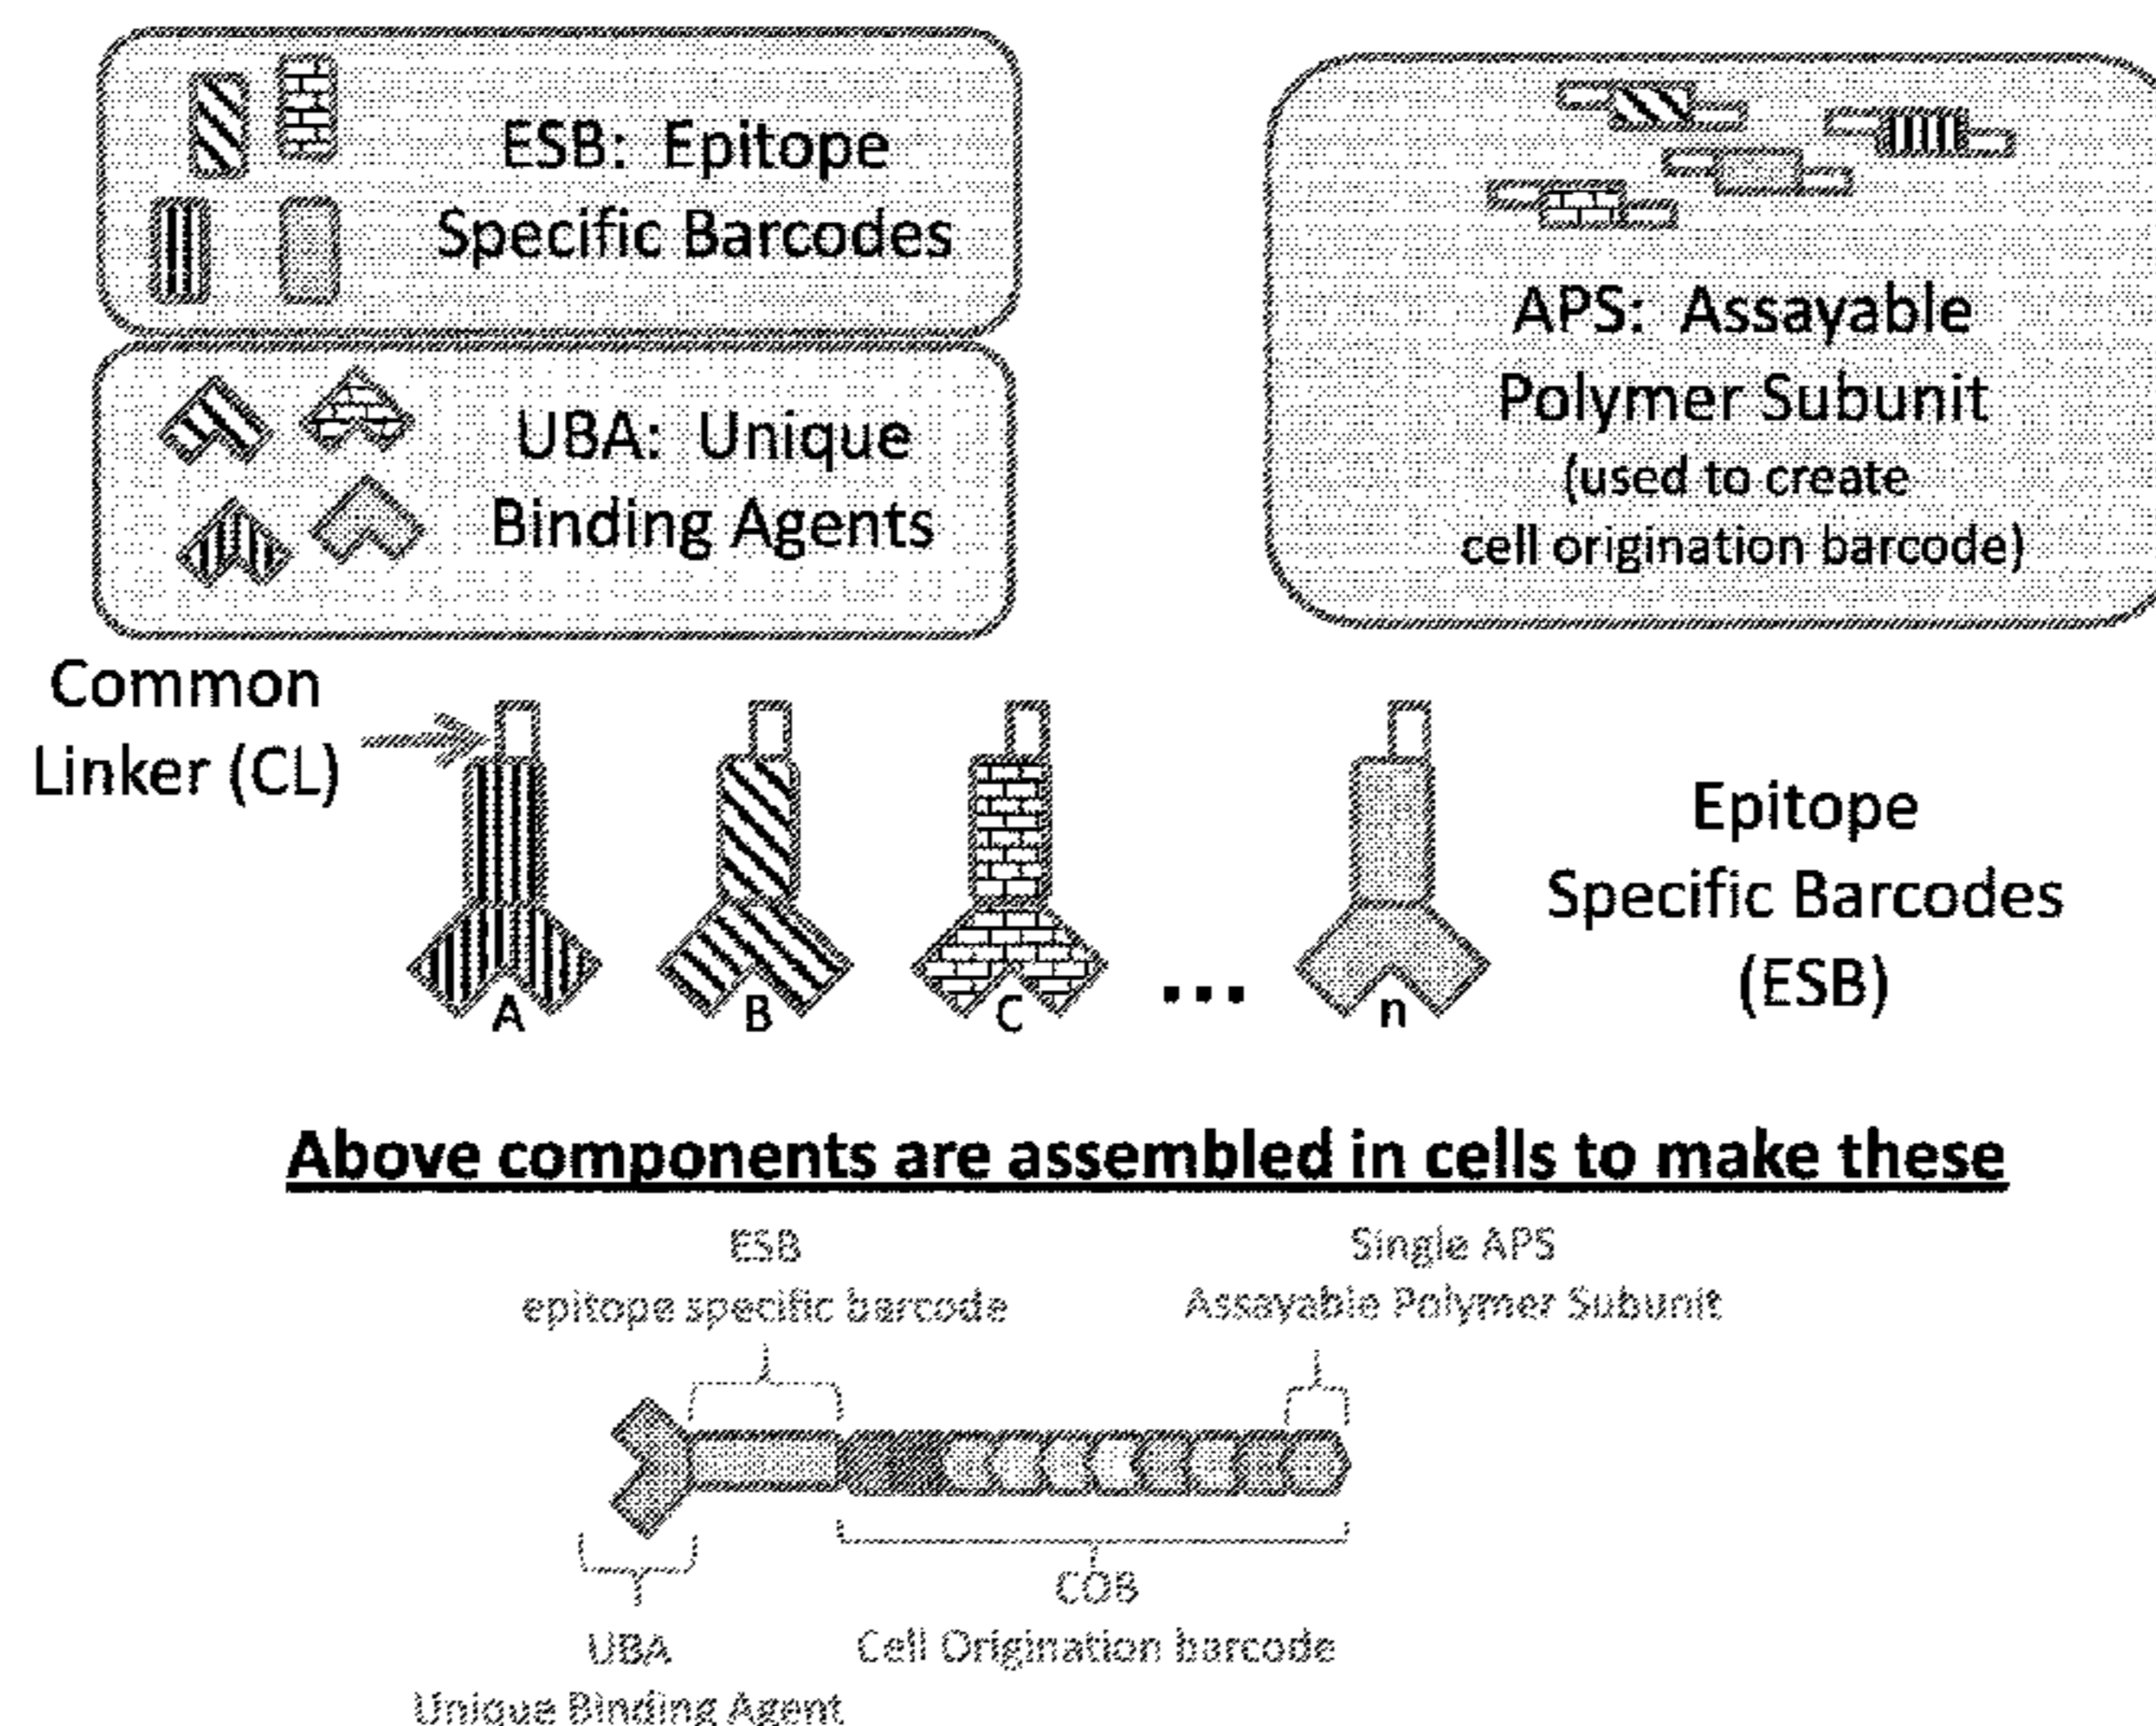 ESB: Epitope
Specific Barcodes
UBA: Unique
Binding Agents
APS: Assayable
Polymer Subunit
(used to create
cell origination barcode)
Common
Linker (CL)
A
B
C
...
n
Epitope
Specific Barcodes
(ESB)
Above components are assembled in cells to make these
ESB
epitope specific barcode
Single APS
Assayable Polymer Subunit
UBA
Unique Binding Agent
COB
Cell Origination barcode